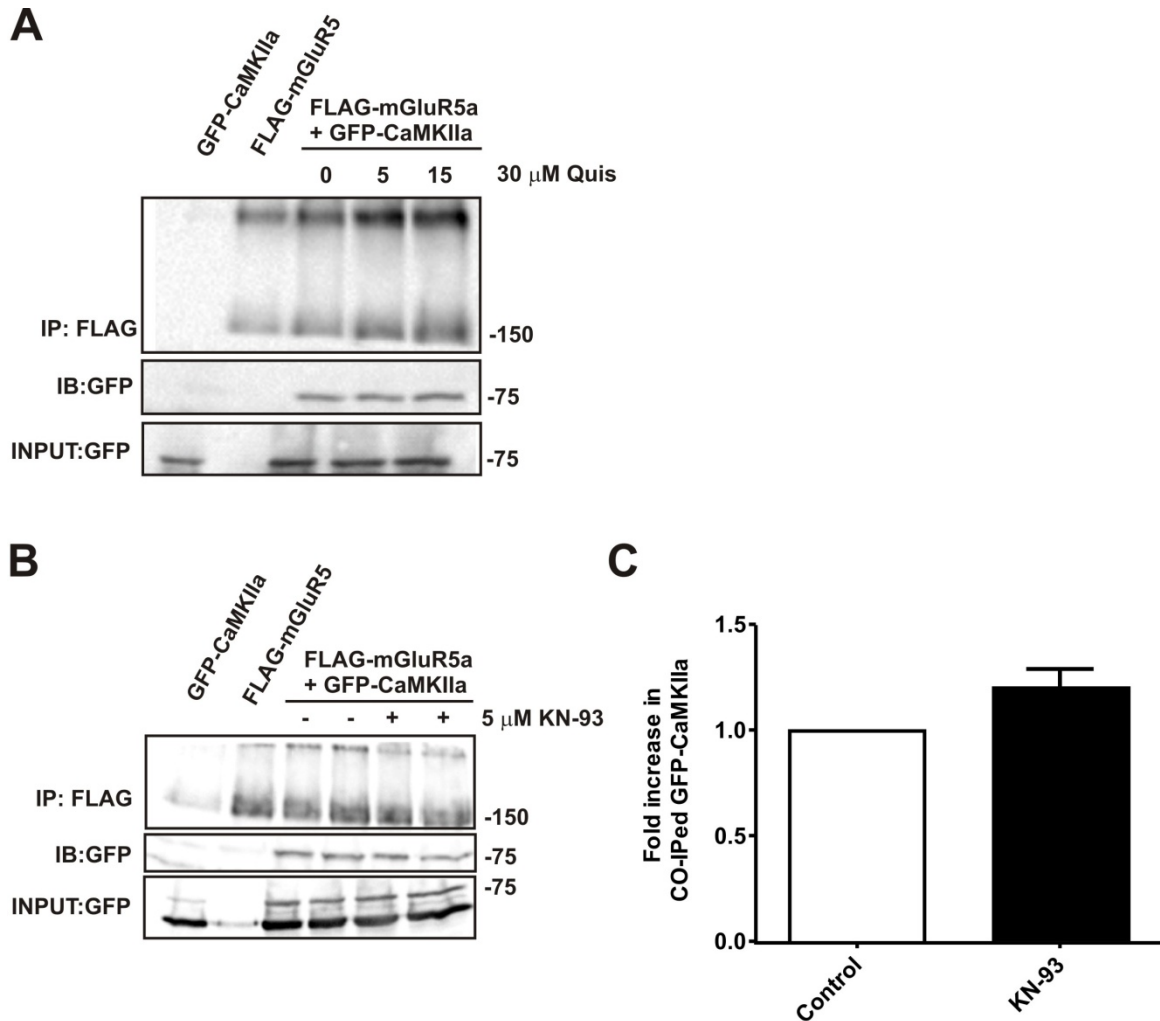 A
GFP-CaMKIIa
FLAG-mGluR5
FLAG-mGluR5a
+ GFP-CaMKIIa
0 5 15 30 μM Quis
IP: FLAG
-150
IB:GFP
-75
INPUT:GFP
-75
B
GFP-CaMKIIa
FLAG-mGluR5
FLAG-mGluR5a
+ GFP-CaMKIIa
- - + + 5 μM KN-93
IP: FLAG
-150
IB:GFP
-75
-75
INPUT:GFP
C
Fold increase in
CO-IPed GFP-CaMKIIa
1.5
1.0
0.5
0.0
Control
KN-93